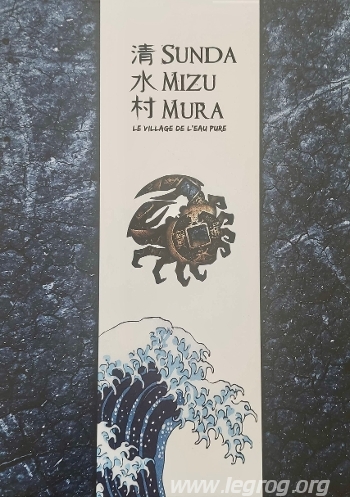 清 SUNDA
水 MIZU
村 MURA
LE VILLAGE DE L'EAU PURE
www.legrog.org